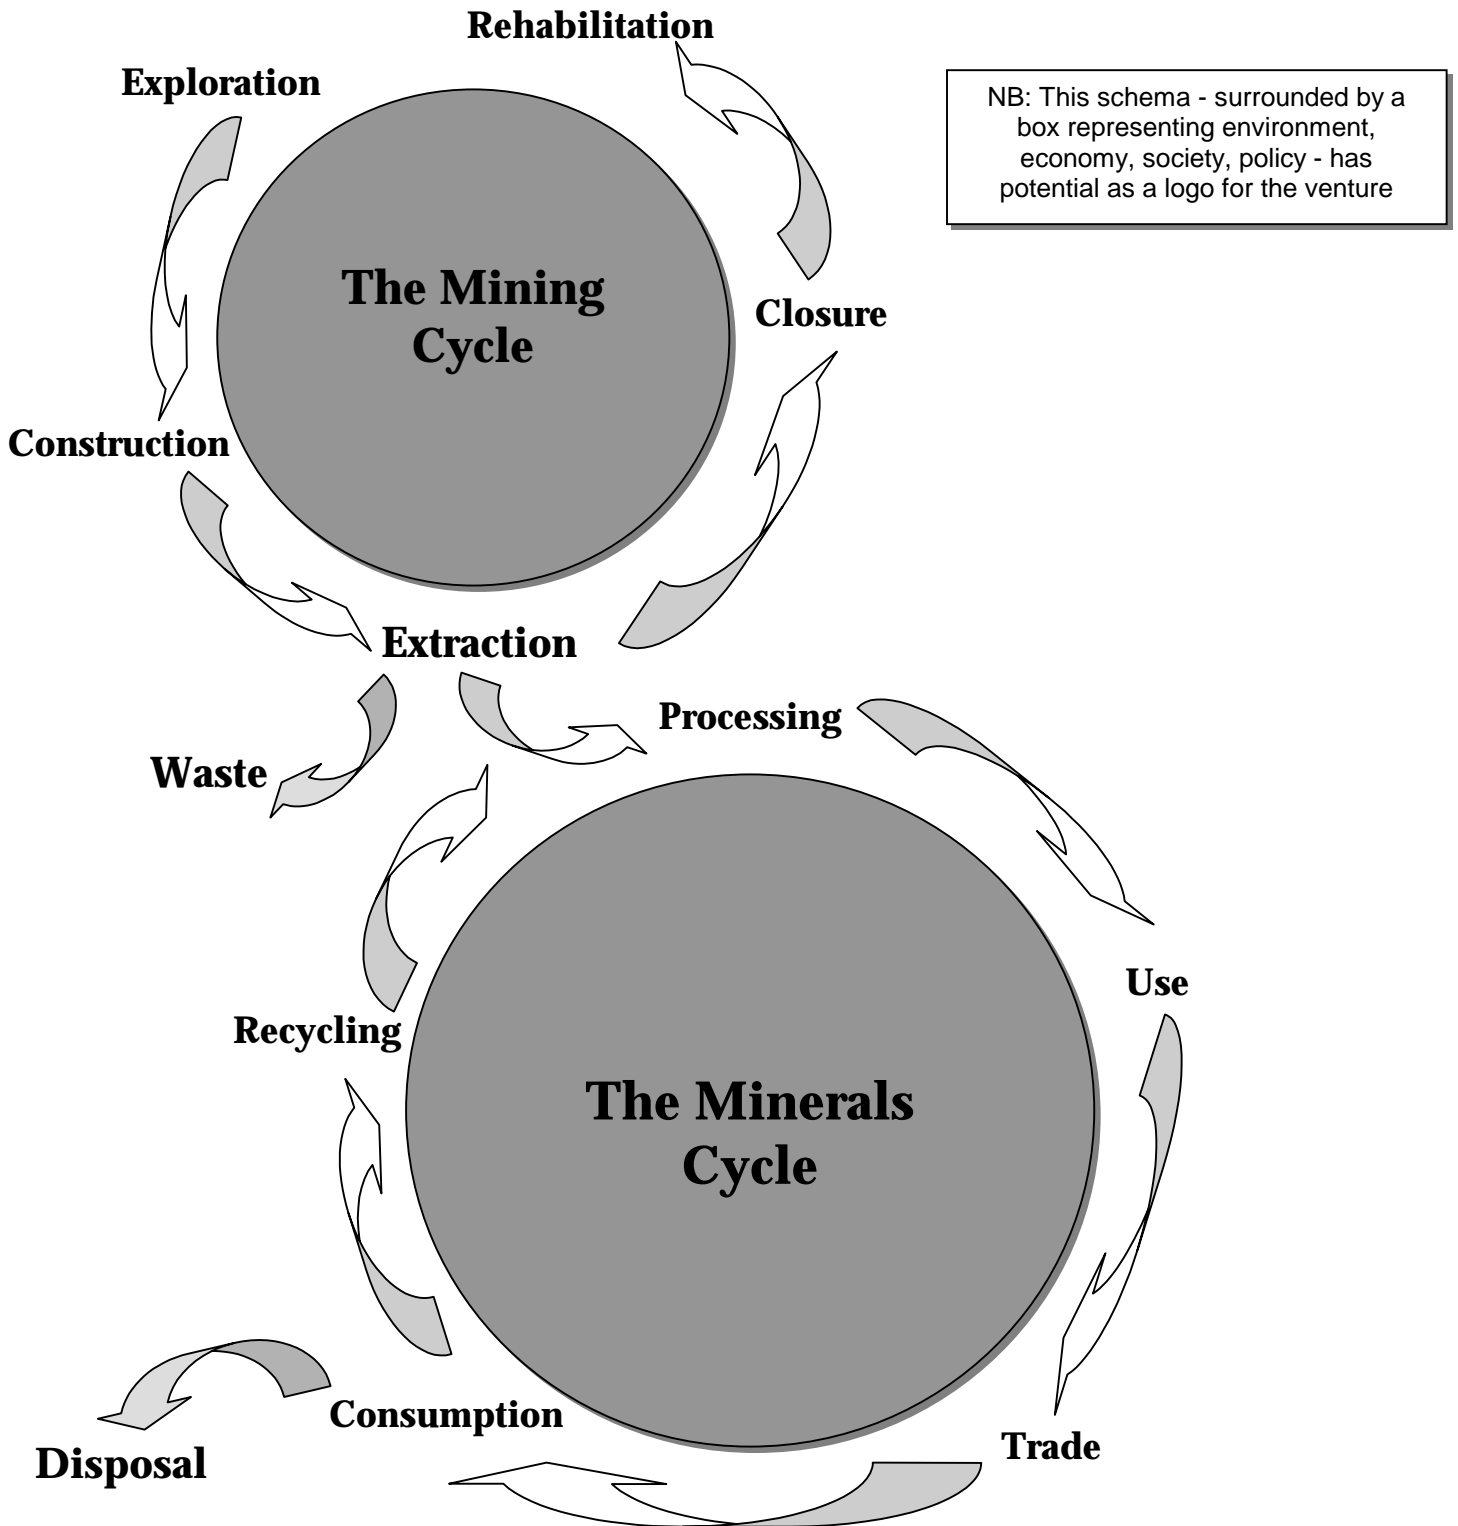 Rehabilitation
Exploration
NB: This schema - surrounded by a
box representing environment,
economy, society, policy - has
potential as a logo for the venture
The Mining
Cycle
Closure
Construction
Extraction
Processing
Waste
Use
Recycling
The Minerals
Cycle
Consumption
Trade
Disposal